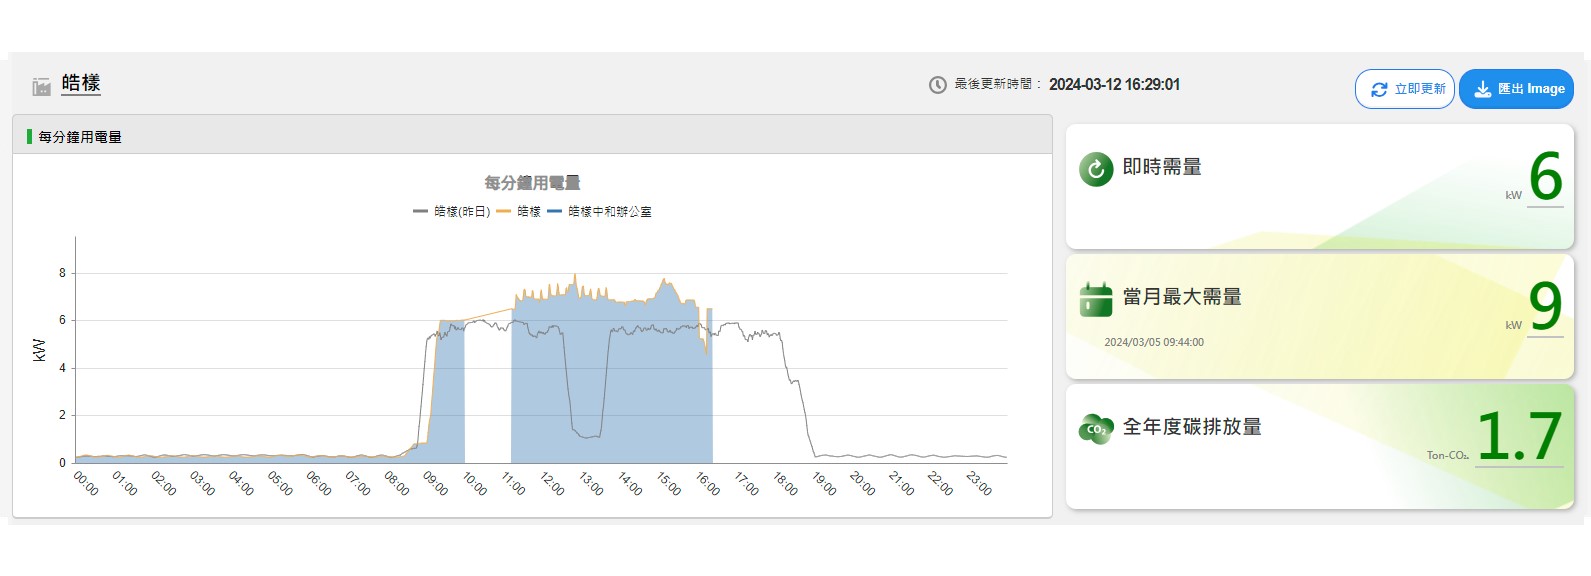 皓樣
最後更新時間： 2024-03-12 16:29:01
立即更新
匯出 Image
每分鐘用電量
每分鐘用電量
皓樣(昨日) 皓樣 皓樣中和辦公室
kW
8
6
4
2
0
00:00 01:00 02:00 03:00 04:00 05:00 06:00 07:00 08:00 09:00 10:00 11:00 12:00 13:00 14:00 15:00 16:00 17:00 18:00 19:00 20:00 21:00 22:00 23:00
即時需量
kW 6
當月最大需量
kW 9
2024/03/05 09:44:00
CO₂ 全年度碳排放量
Ton-CO₂. 1.7